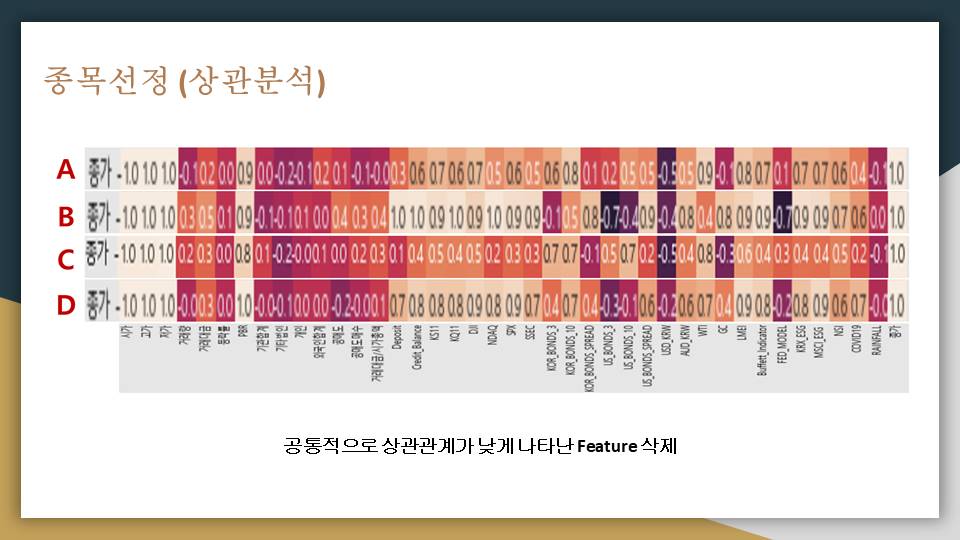 종목선정 (상관분석)
A 종가 - 1.0 1.0 1.0 -0.1 0.2 0.0 0.9 0.0 -0.2 -0.1 0.2 0.1 -0.1 -0.0 0.3 0.6 0.7 0.6 0.7 0.5 0.6 0.5 0.6 0.8 0.1 0.2 0.5 0.5 -0.5 0.5 0.9 -0.1 0.8 0.7 0.1 0.7 0.7 0.6 0.4 -0.1 1.0
B 종가 - 1.0 1.0 1.0 0.3 0.5 0.1 0.9 -0.1 -0.1 0.1 0.0 0.4 0.3 0.4 1.0 1.0 0.9 1.0 0.9 1.0 0.9 0.9 -0.1 0.5 0.8 -0.7 -0.4 0.9 -0.4 0.8 0.4 0.8 0.9 0.9 -0.7 0.9 0.9 0.7 0.6 0.0 1.0
C 종가 - 1.0 1.0 1.0 0.2 0.3 0.0 0.8 0.1 -0.2 -0.0 0.1 0.0 0.2 0.3 0.1 0.4 0.5 0.4 0.5 0.2 0.3 0.3 0.7 0.7 -0.1 0.5 0.7 0.2 -0.5 0.4 0.8 -0.3 0.6 0.4 0.3 0.4 0.4 0.5 0.2 -0.1 1.0
D 종가 - 1.0 1.0 1.0 -0.0 0.3 0.0 1.0 -0.0 -0.1 0.0 0.0 -0.2 -0.0 0.1 0.7 0.8 0.8 0.8 0.9 0.8 0.9 0.7 0.4 0.7 0.4 -0.3 -0.1 0.6 -0.2 0.6 0.7 0.4 0.9 0.8 -0.2 0.8 0.9 0.6 0.7 -0.0 1.0
시가
고가
저가
거래량
거래대금
등락률
PBR
기관합계
기타법인
개인
외국인합계
Deposit
Credit_Balance
KS11
KQ11
DJI
NDAQ
SPX
SSEC
KOR_BONDS_3
KOR_BONDS_10
KOR_BONDS_SPREAD
US_BONDS_3
US_BONDS_10
US_BONDS_SPREAD
USD_KRW
AUD_KRW
WTI
GC
LMEI
Buffett_Indicator
FED_MODEL
KRX_ESG
MSCI_ESG
HSI
COVID19
RAINFALL
종가
공통적으로 상관관계가 낮게 나타난 Feature 삭제